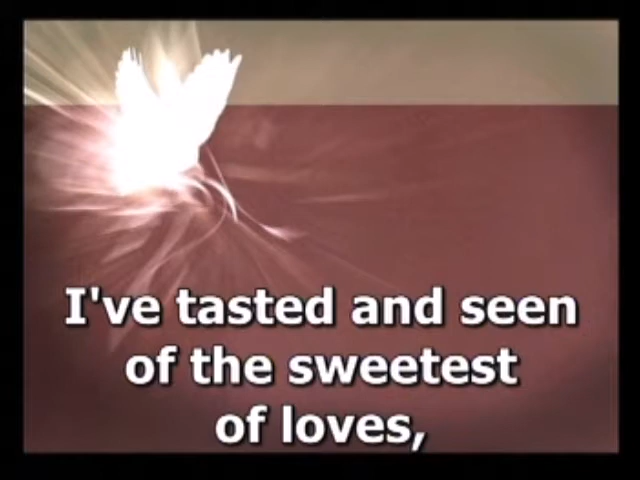 I've tasted and seen
of the sweetest
of loves,